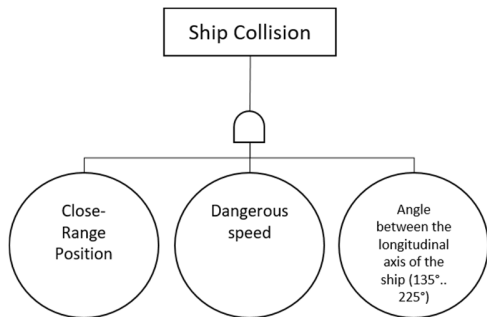 Ship Collision
Close-
Range
Position
Dangerous
speed
Angle
between the
longitudinal
axis of the
ship (135°..
225°)